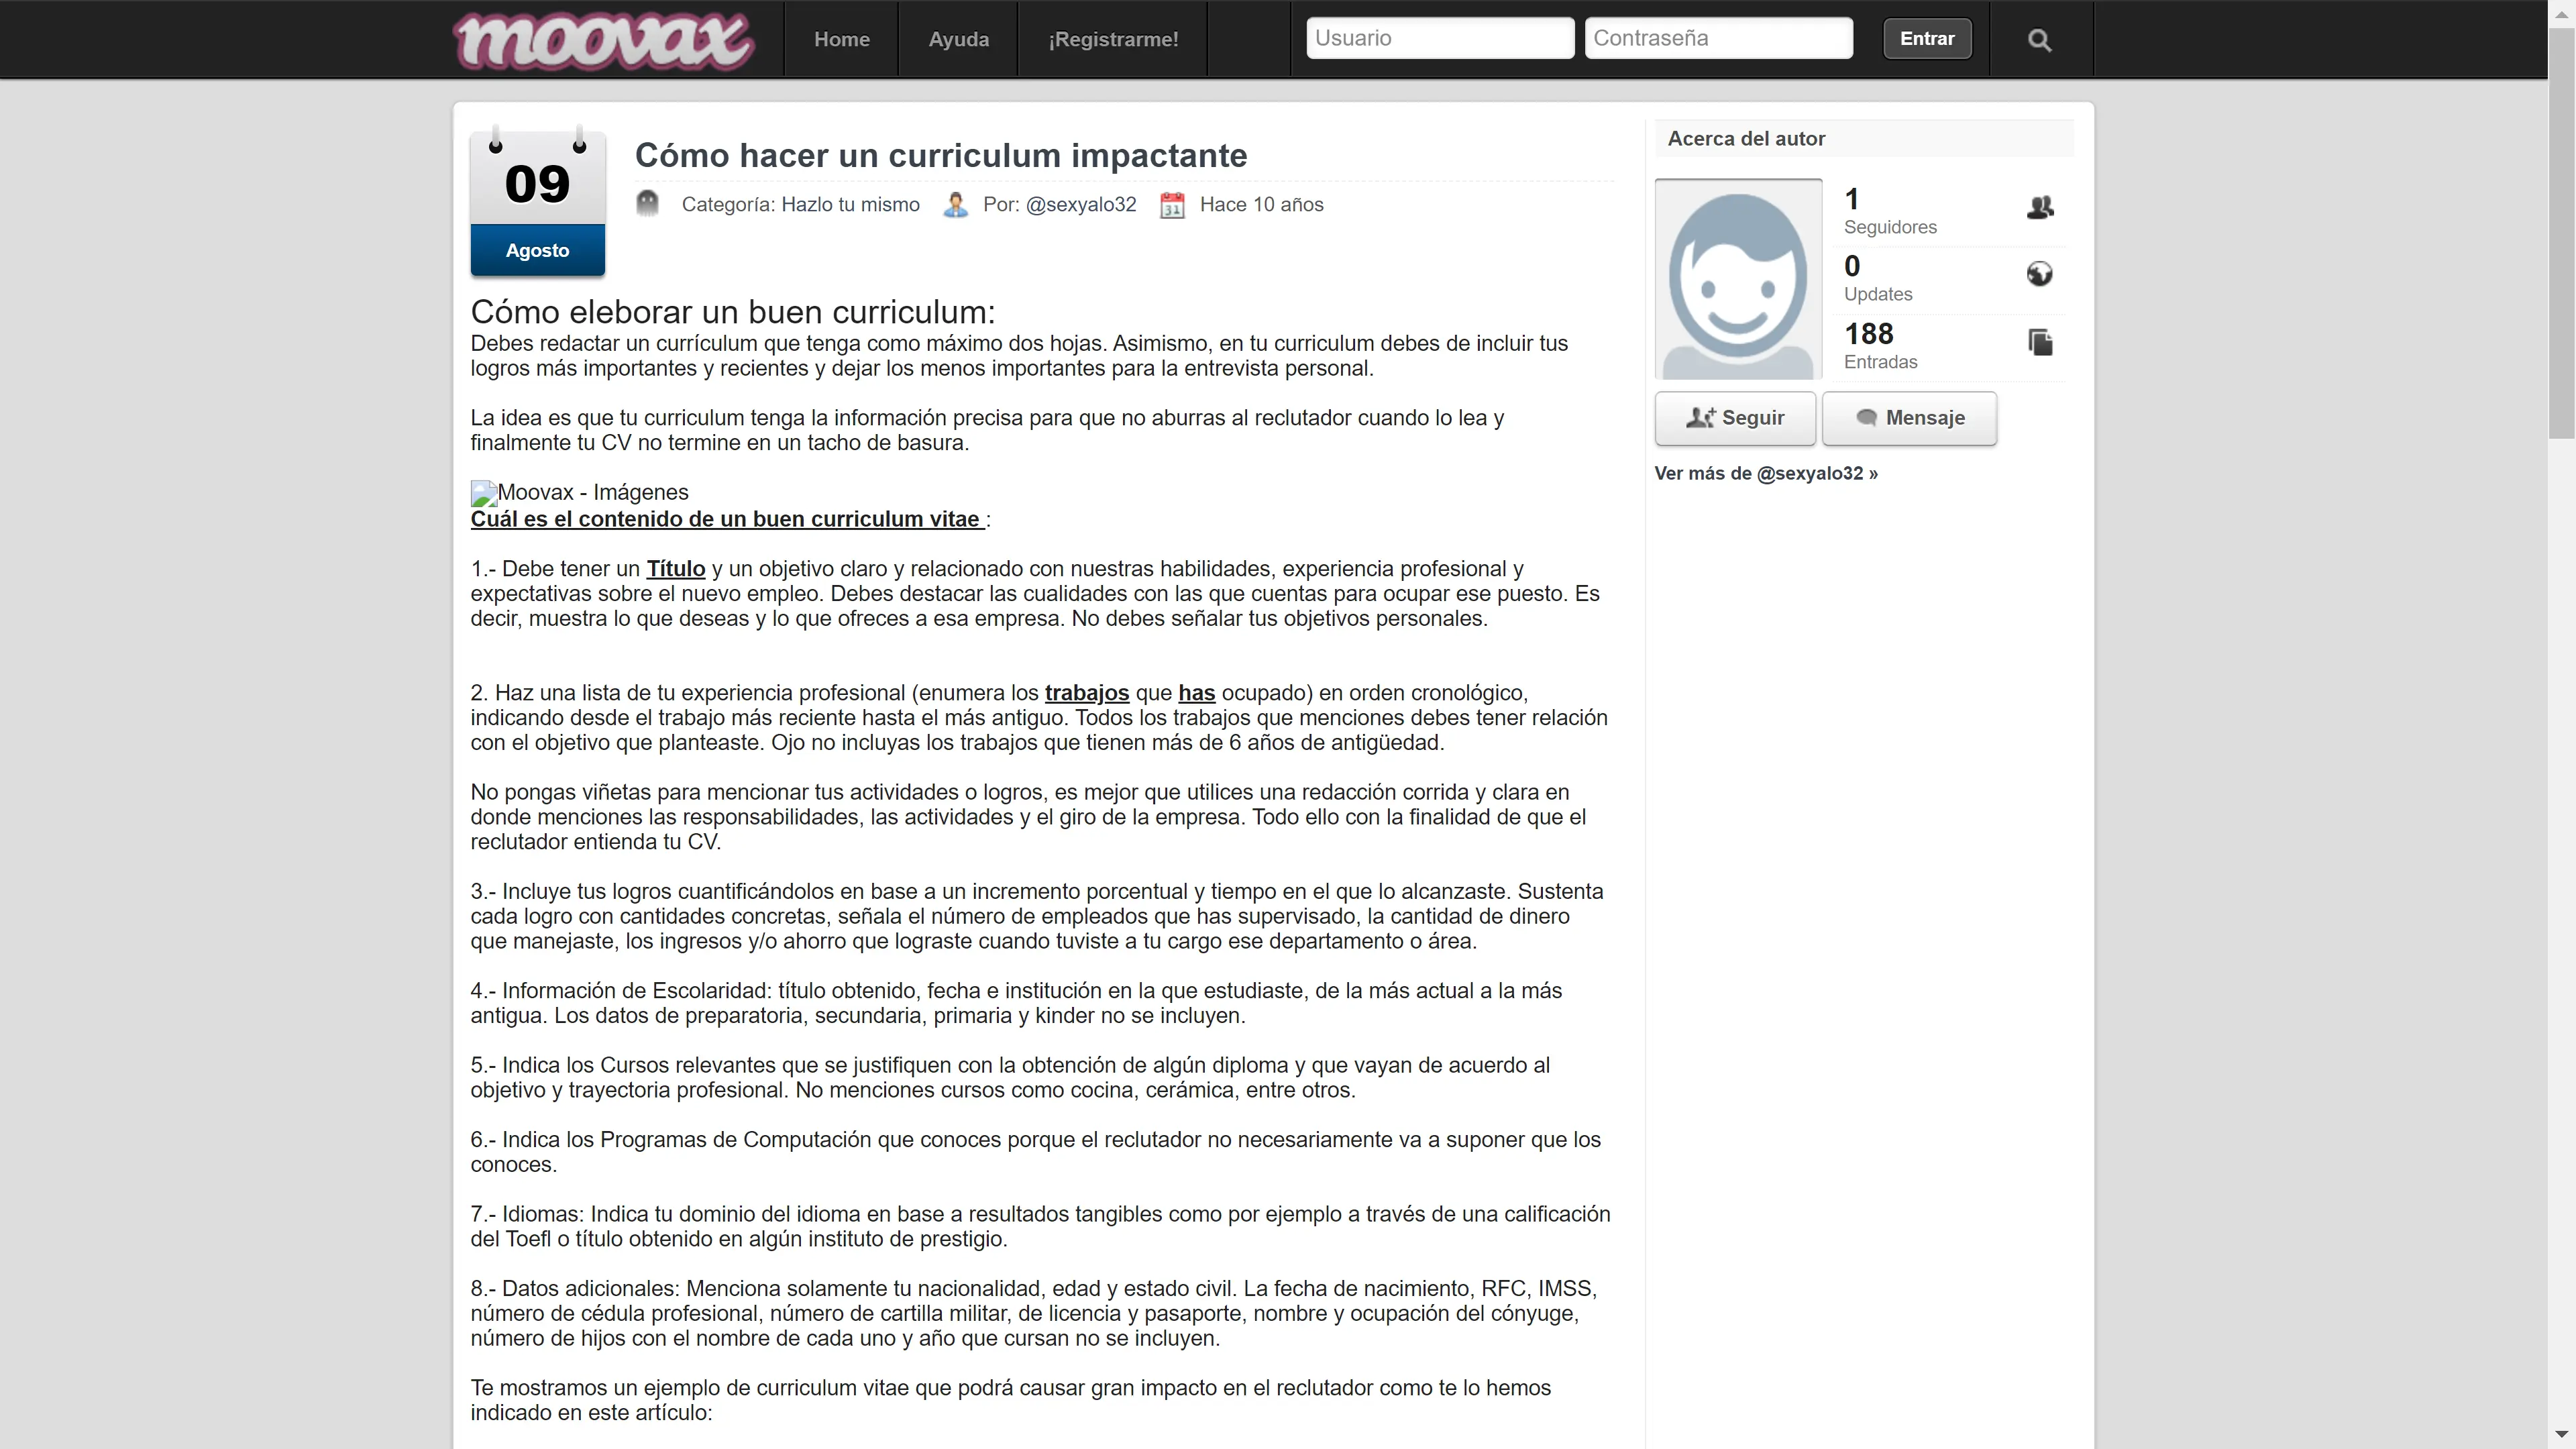 moovax
Home
Ayuda
¡Registrarme!
Usuario
Contraseña
Entrar
09
Agosto
Cómo hacer un curriculum impactante
Categoría: Hazlo tu mismo
Por: @sexyalo32
31
Hace 10 años
Cómo eleborar un buen curriculum:
Debes redactar un currículum que tenga como máximo dos hojas. Asimismo, en tu curriculum debes de incluir tus
logros más importantes y recientes y dejar los menos importantes para la entrevista personal.
La idea es que tu curriculum tenga la información precisa para que no aburras al reclutador cuando lo lea y
finalmente tu CV no termine en un tacho de basura.
Moovax - Imágenes
Cuál es el contenido de un buen curriculum vitae :
1.- Debe tener un Título y un objetivo claro y relacionado con nuestras habilidades, experiencia profesional y
expectativas sobre el nuevo empleo. Debes destacar las cualidades con las que cuentas para ocupar ese puesto. Es
decir, muestra lo que deseas y lo que ofreces a esa empresa. No debes señalar tus objetivos personales.
2. Haz una lista de tu experiencia profesional (enumera los trabajos que has ocupado) en orden cronológico,
indicando desde el trabajo más reciente hasta el más antiguo. Todos los trabajos que menciones debes tener relación
con el objetivo que planteaste. Ojo no incluyas los trabajos que tienen más de 6 años de antigüedad.
No pongas viñetas para mencionar tus actividades o logros, es mejor que utilices una redacción corrida y clara en
donde menciones las responsabilidades, las actividades y el giro de la empresa. Todo ello con la finalidad de que el
reclutador entienda tu CV.
3.- Incluye tus logros cuantificándolos en base a un incremento porcentual y tiempo en el que lo alcanzaste. Sustenta
cada logro con cantidades concretas, señala el número de empleados que has supervisado, la cantidad de dinero
que manejaste, los ingresos y/o ahorro que lograste cuando tuviste a tu cargo ese departamento o área.
4.- Información de Escolaridad: título obtenido, fecha e institución en la que estudiaste, de la más actual a la más
antigua. Los datos de preparatoria, secundaria, primaria y kinder no se incluyen.
5.- Indica los Cursos relevantes que se justifiquen con la obtención de algún diploma y que vayan de acuerdo al
objetivo y trayectoria profesional. No menciones cursos como cocina, cerámica, entre otros.
6.- Indica los Programas de Computación que conoces porque el reclutador no necesariamente va a suponer que los
conoces.
7.- Idiomas: Indica tu dominio del idioma en base a resultados tangibles como por ejemplo a través de una calificación
del Toefl o título obtenido en algún instituto de prestigio.
8.- Datos adicionales: Menciona solamente tu nacionalidad, edad y estado civil. La fecha de nacimiento, RFC, IMSS,
número de cédula profesional, número de cartilla militar, de licencia y pasaporte, nombre y ocupación del cónyuge,
número de hijos con el nombre de cada uno y año que cursan no se incluyen.
Te mostramos un ejemplo de curriculum vitae que podrá causar gran impacto en el reclutador como te lo hemos
indicado en este artículo:
Acerca del autor
1
Seguidores
0
Updates
188
Entradas
Seguir
Mensaje
Ver más de @sexyalo32 »